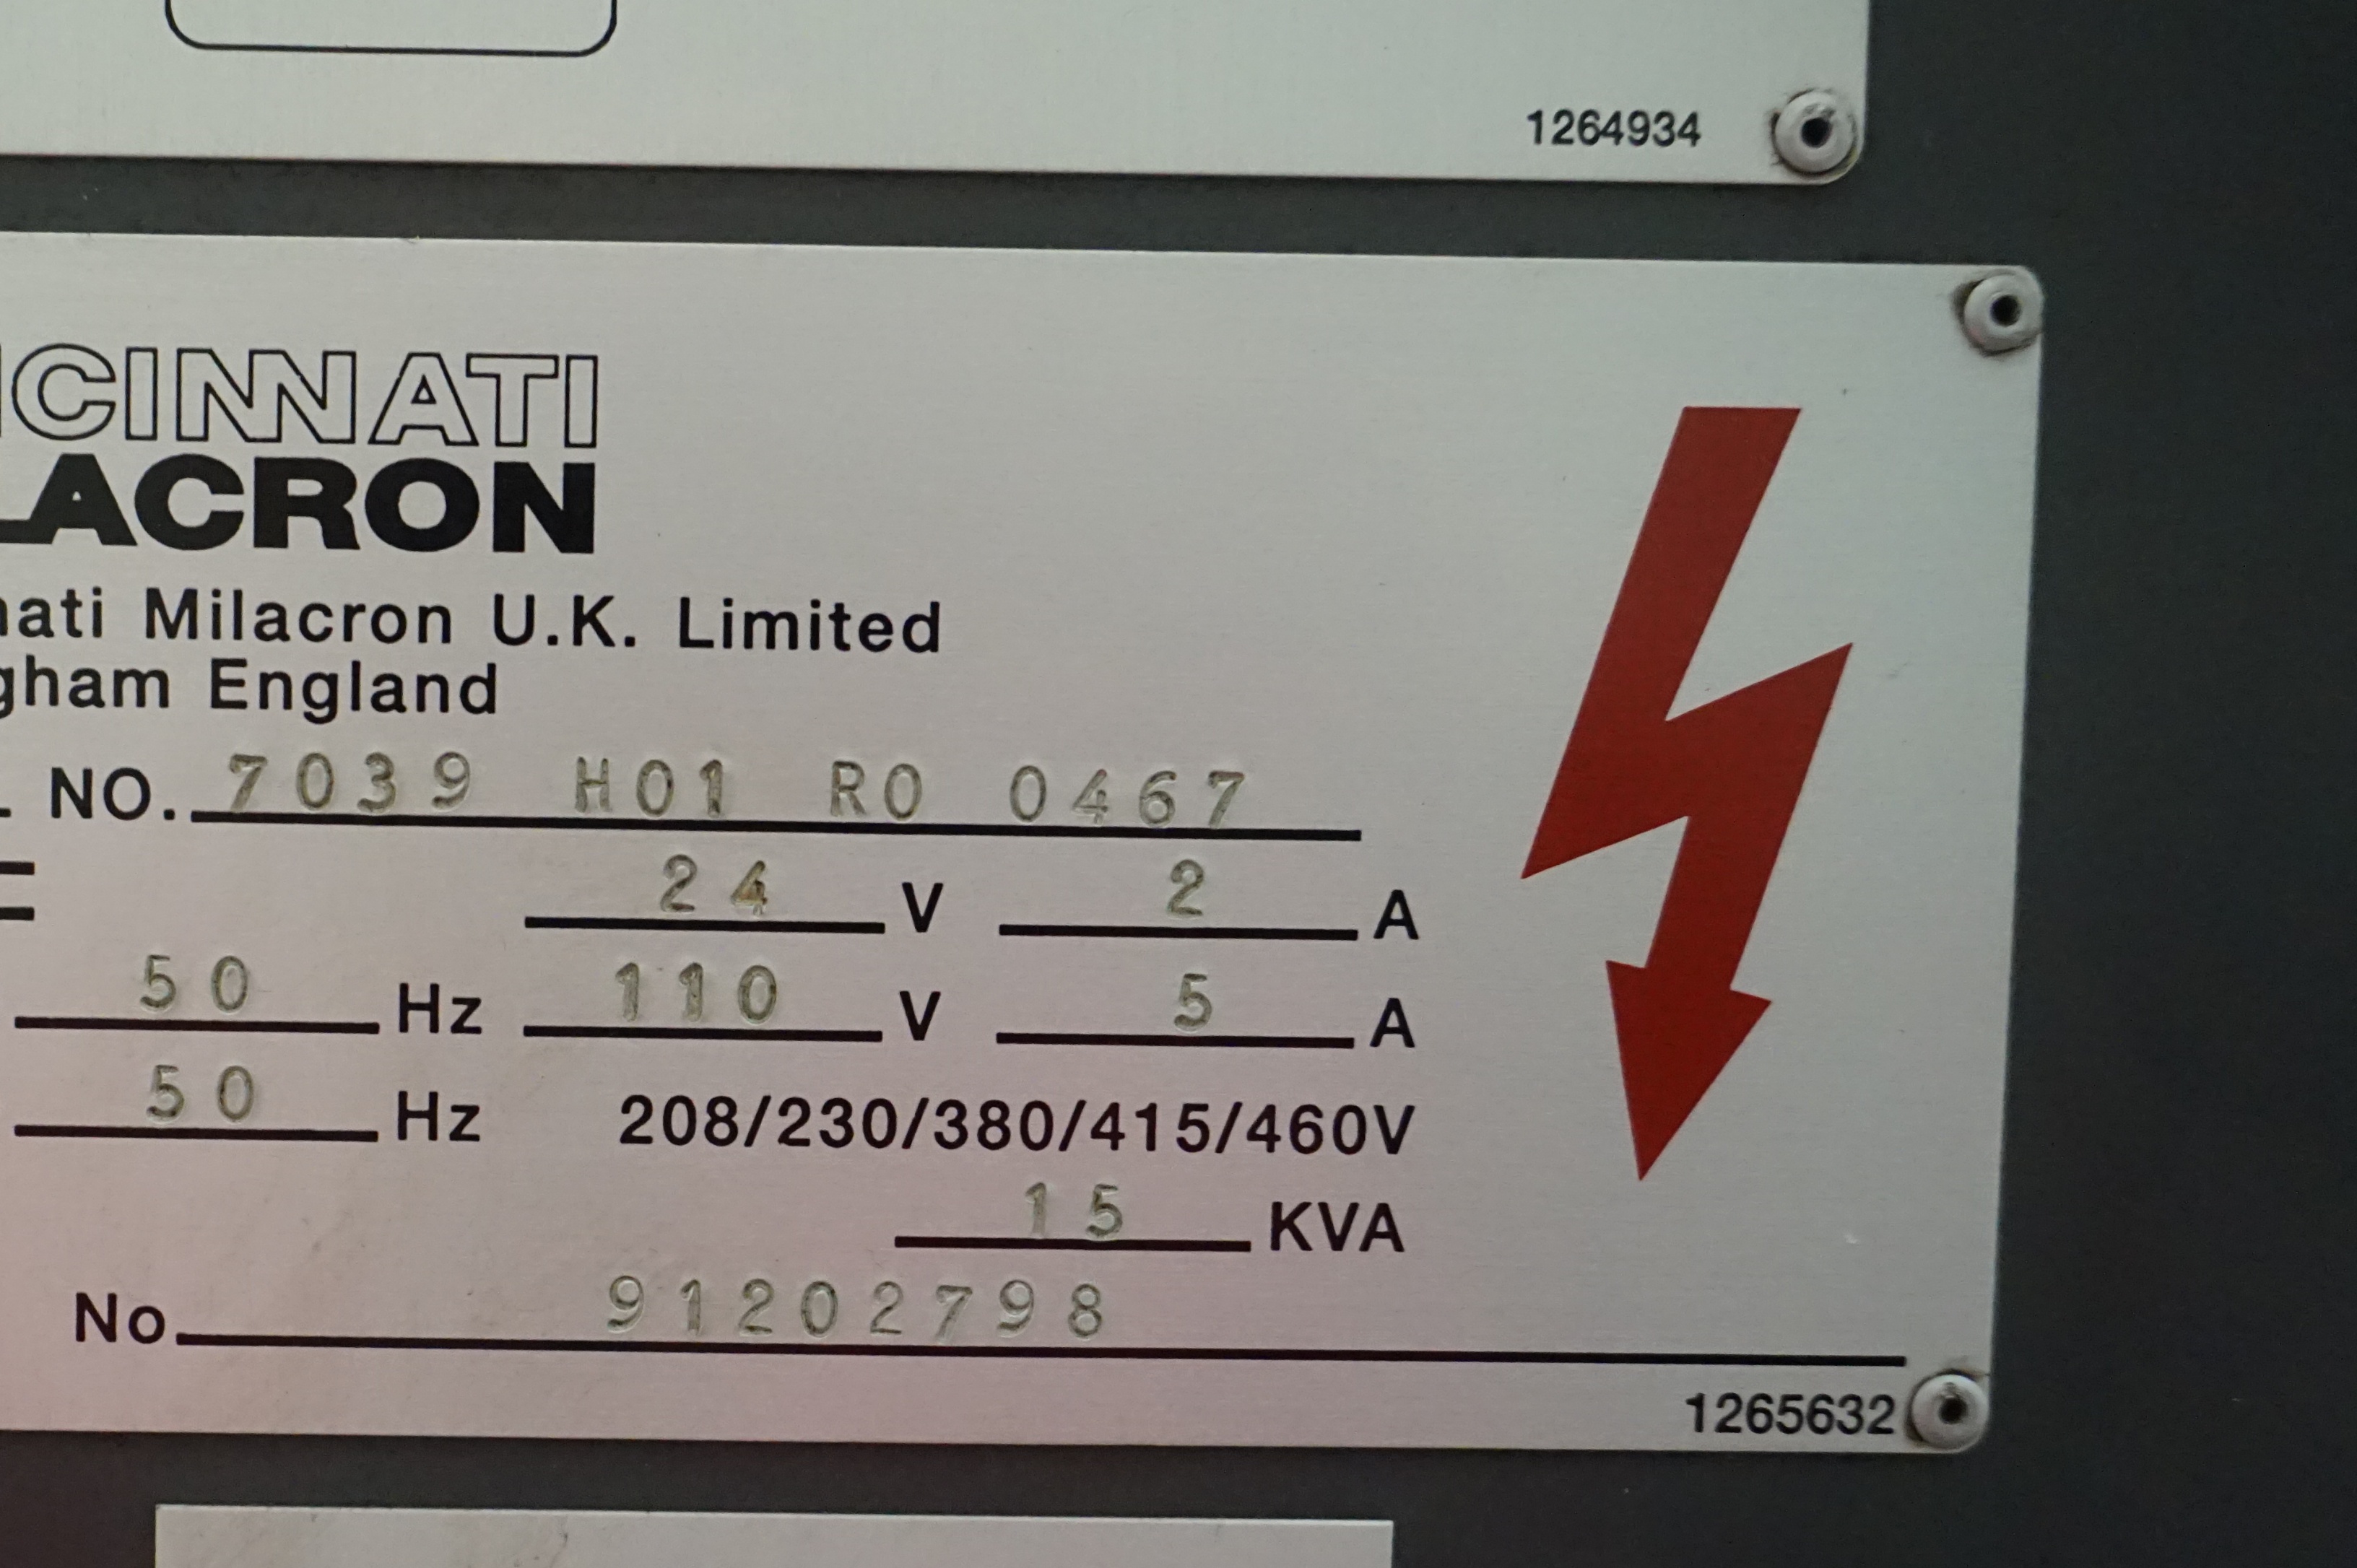 1264934
CINNATI
ACRON
nati Milacron U.K. Limited
gham England
. NO. 7039 H01 R0 0467
24 V 2 A
50 Hz 110 V 5 A
50 Hz 208/230/380/415/460V
15 KVA
No 91202798
1265632